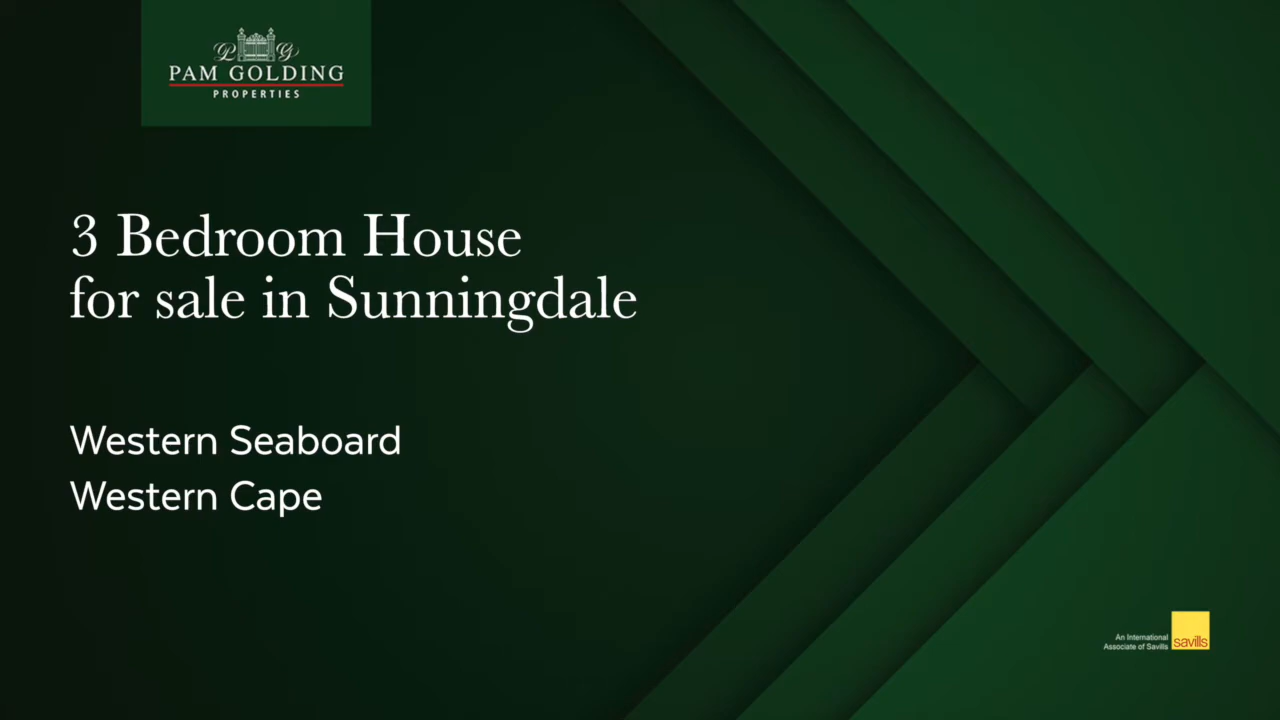 P G
PAM GOLDING
PROPERTIES
3 Bedroom House
for sale in Sunningdale
Western Seaboard
Western Cape
An International
Associate of Savills
savills